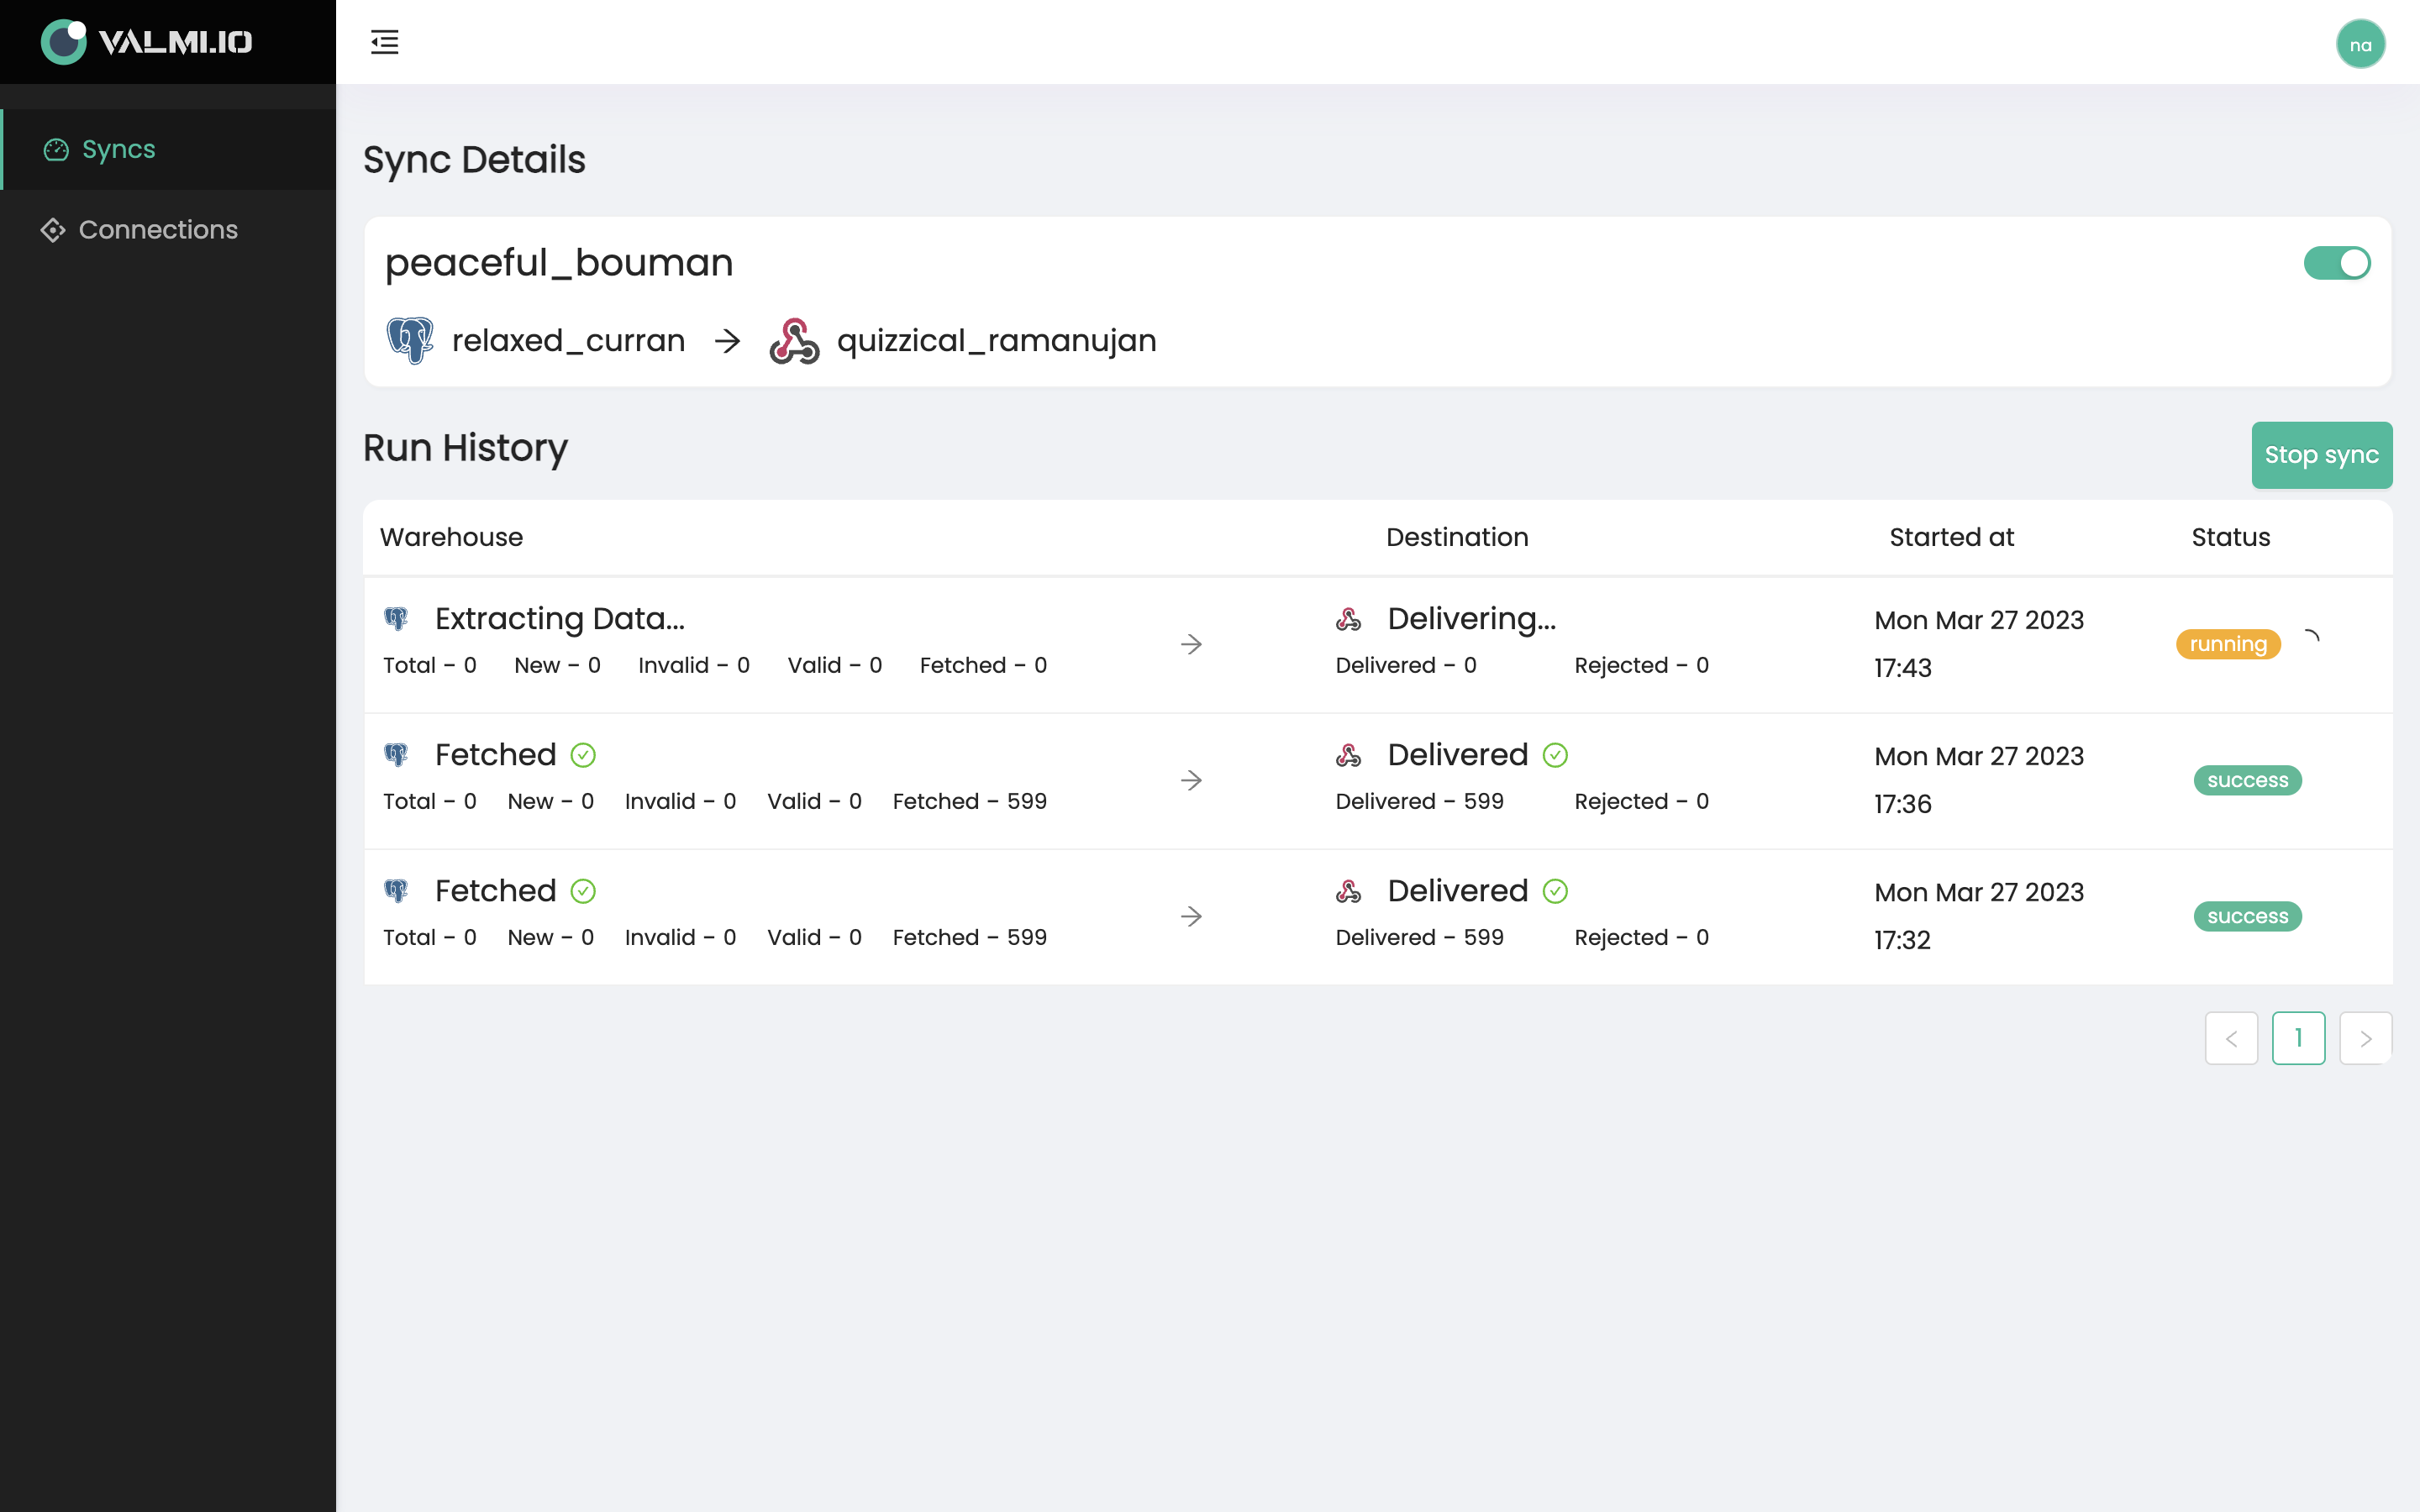 VALMI.IO
na
Syncs
Connections
Sync Details
peaceful_bouman
relaxed_curran → quizzical_ramanujan
Run History
Stop sync
Warehouse Destination Started at Status
Extracting Data... Delivering... Mon Mar 27 2023
Total - 0 New - 0 Invalid - 0 Valid - 0 Fetched - 0 → Delivered - 0 Rejected - 0 17:43 running
Fetched Delivered Mon Mar 27 2023
Total - 0 New - 0 Invalid - 0 Valid - 0 Fetched - 599 → Delivered - 599 Rejected - 0 17:36 success
Fetched Delivered Mon Mar 27 2023
Total - 0 New - 0 Invalid - 0 Valid - 0 Fetched - 599 → Delivered - 599 Rejected - 0 17:32 success
< 1 >